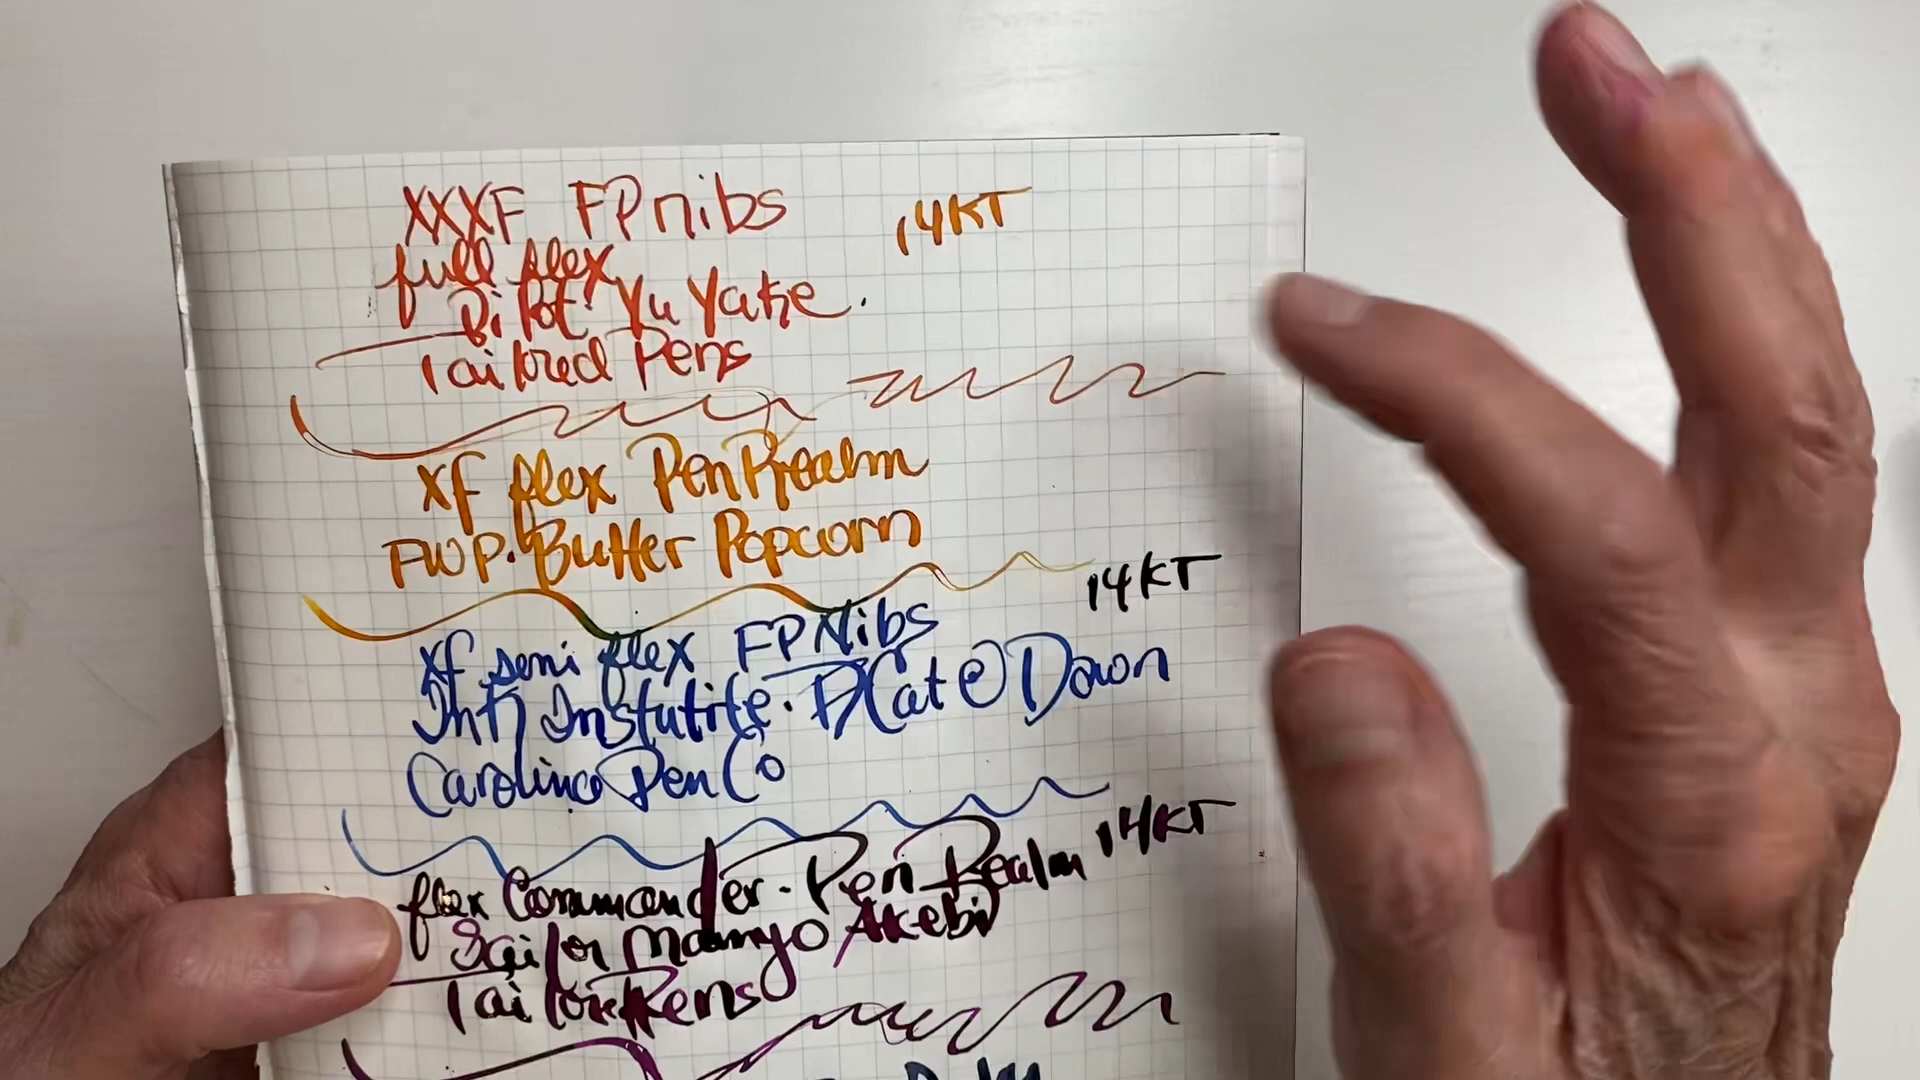 XXXF FP nibs 14KT
full flex
Pilot Yu Yake.
Tailored Pens
xf flex Pen Realm
FWP. Butter Popcorn
14KT
xf semi flex FP Nibs
Ink Institute. Cat @ Dawn
Carolina Pen Co
14KT
flex Commander - Pen Realm
Sailor Manyo Akebi
Tailored Pens